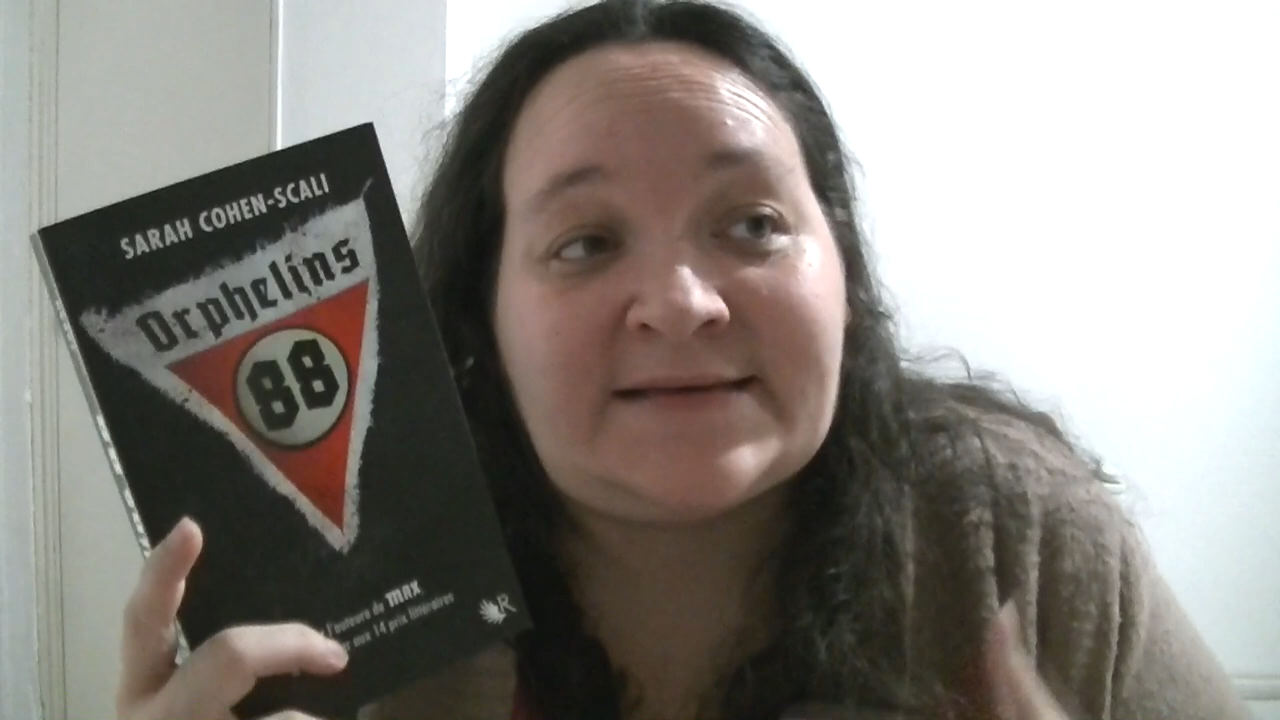 SARAH COHEN-SCALI
Orphelins
88
l'auteure de MAX,
aux 14 prix littéraires
R